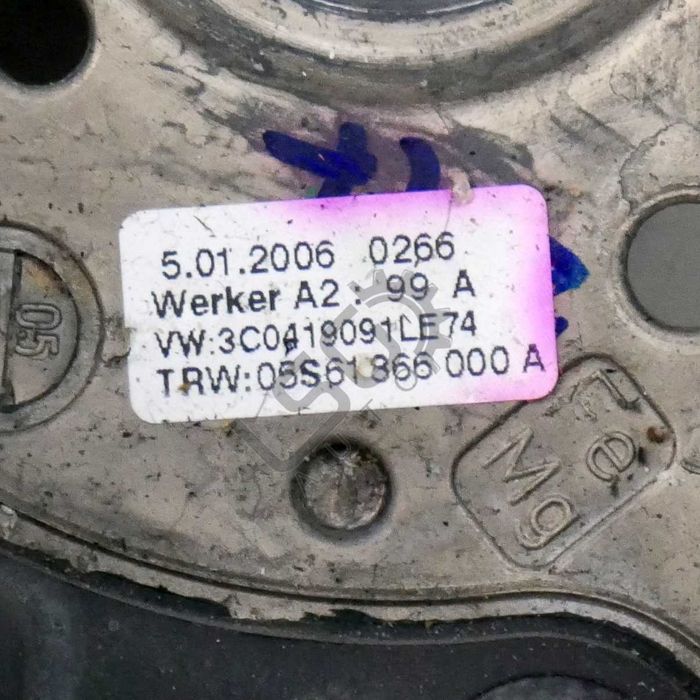 5.01.2006 0266
Werker A2 : 99 A
VW:3C0419091LE74
TRW:05S61366 000 A
05
Fe
Mg